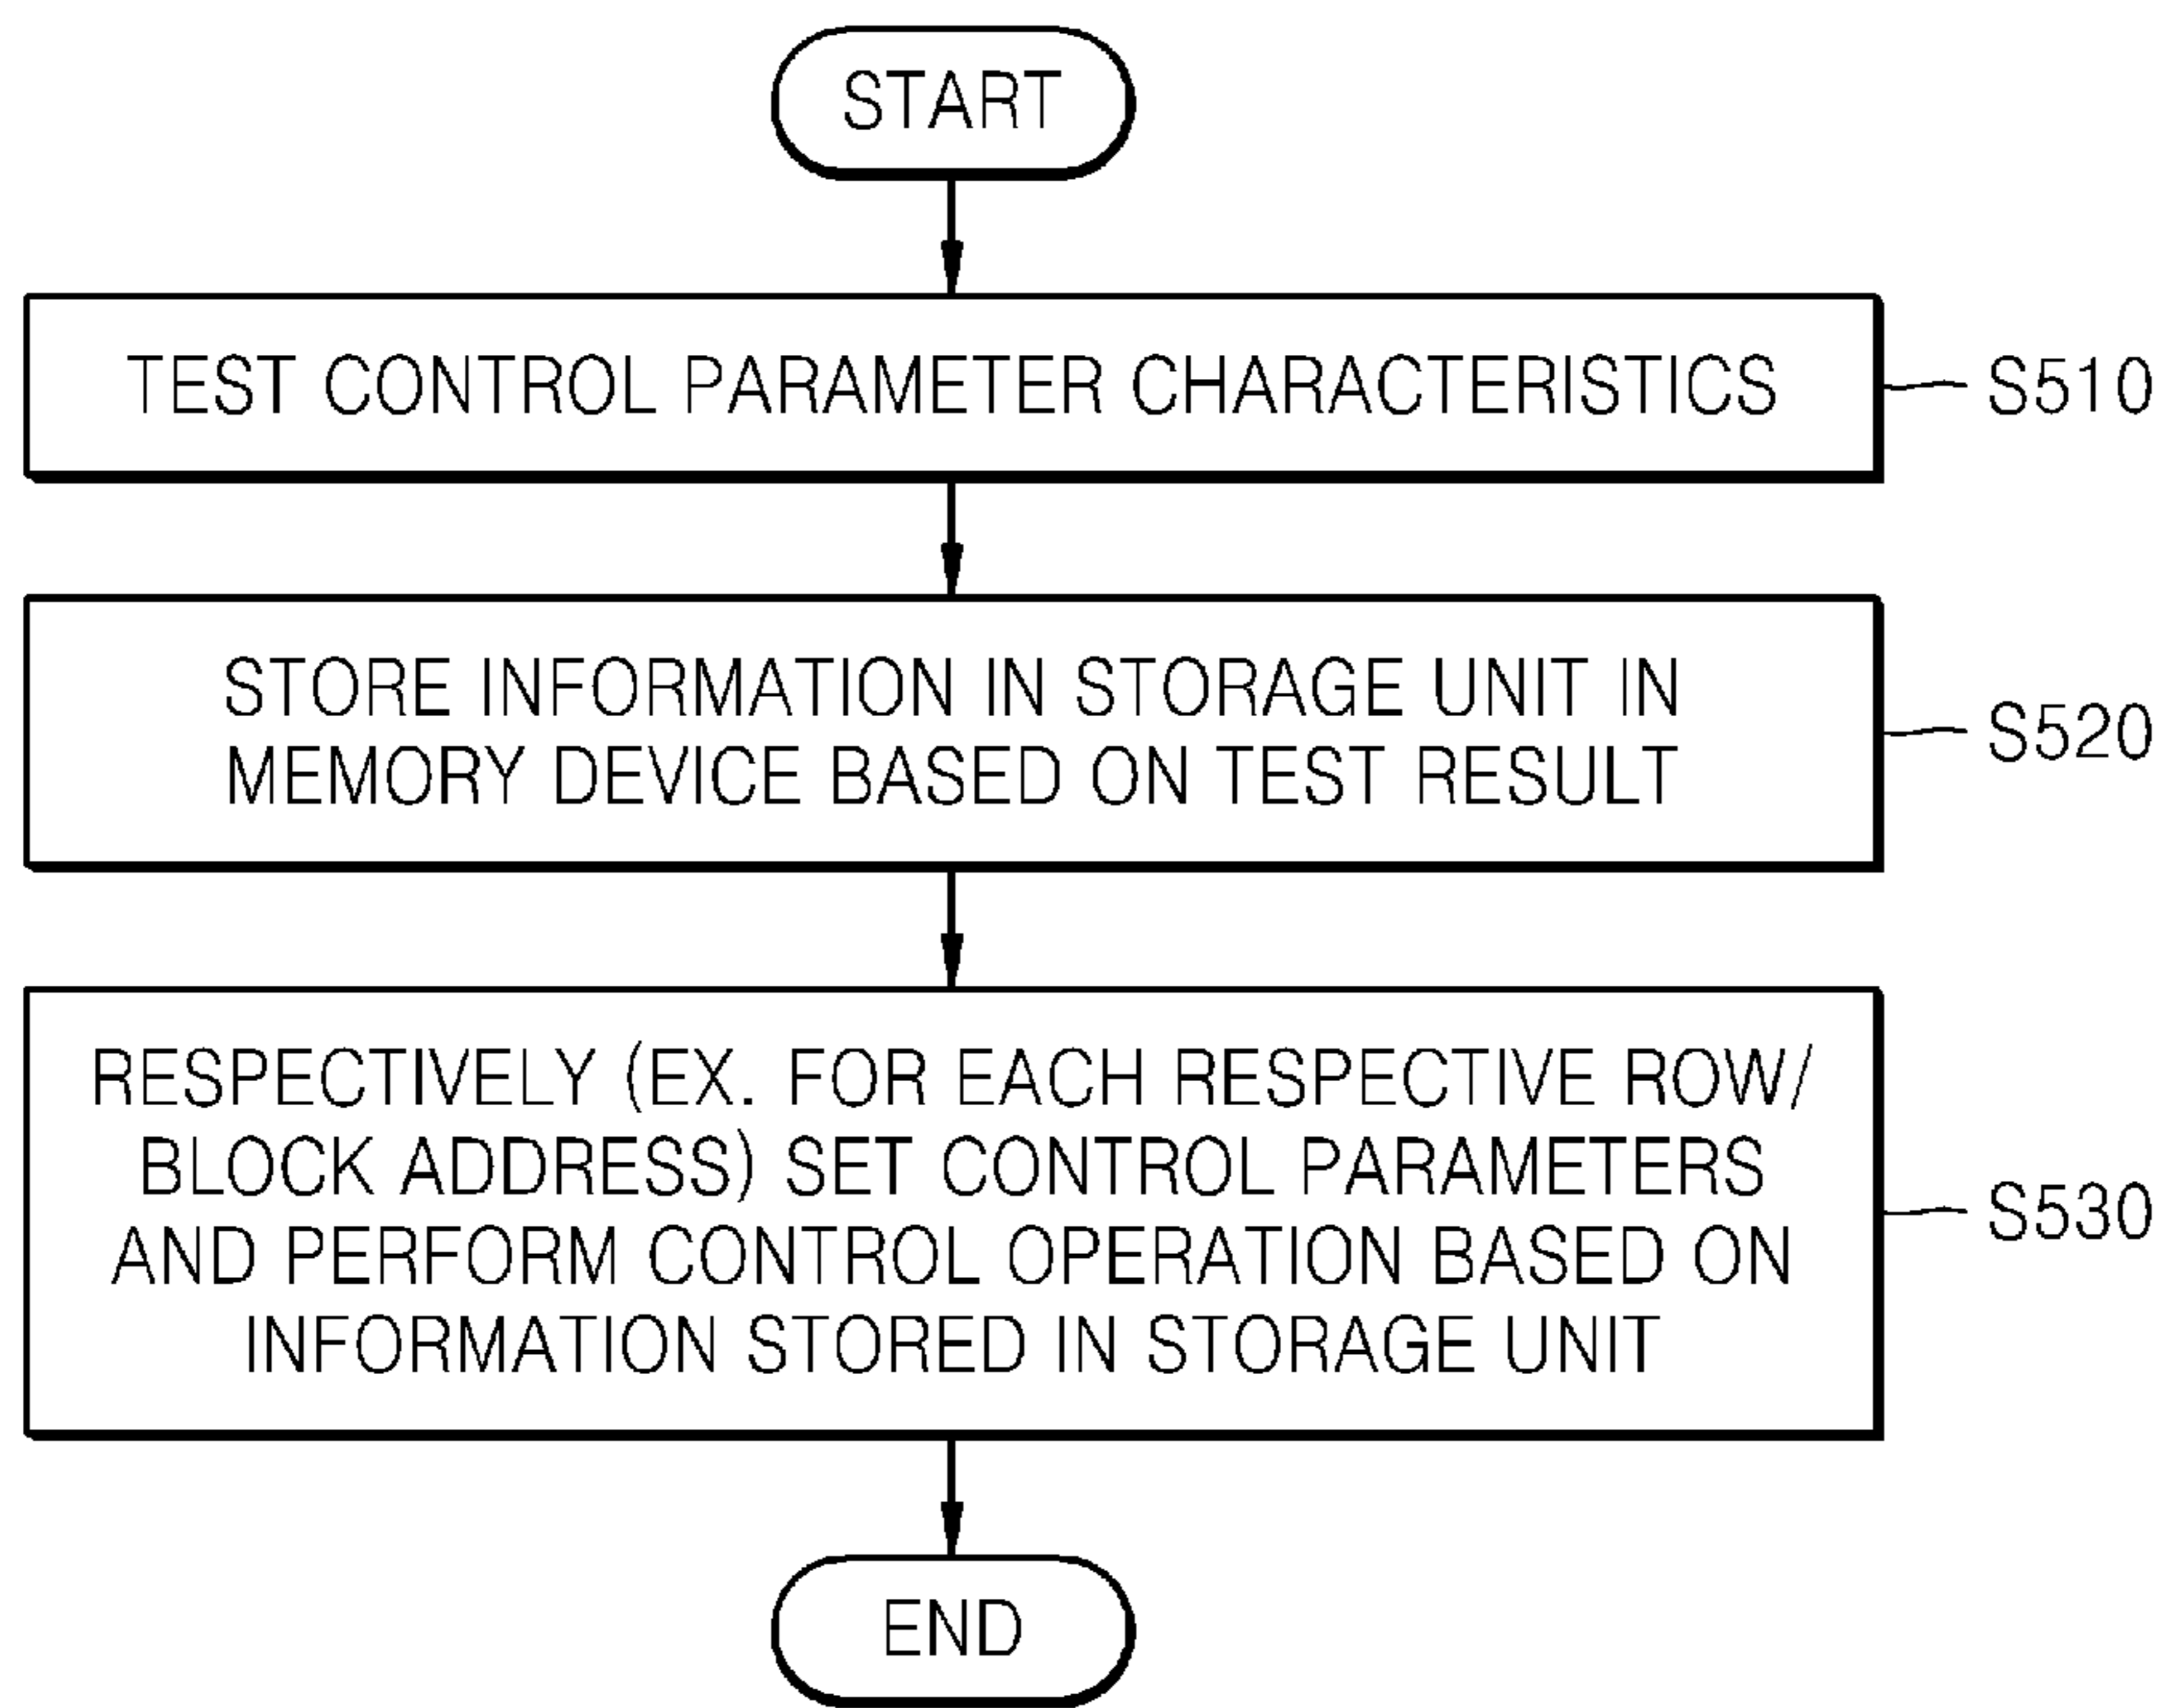 START
TEST CONTROL PARAMETER CHARACTERISTICS
S510
STORE INFORMATION IN STORAGE UNIT IN
MEMORY DEVICE BASED ON TEST RESULT
S520
RESPECTIVELY (EX. FOR EACH RESPECTIVE ROW/
BLOCK ADDRESS) SET CONTROL PARAMETERS
AND PERFORM CONTROL OPERATION BASED ON
INFORMATION STORED IN STORAGE UNIT
S530
END